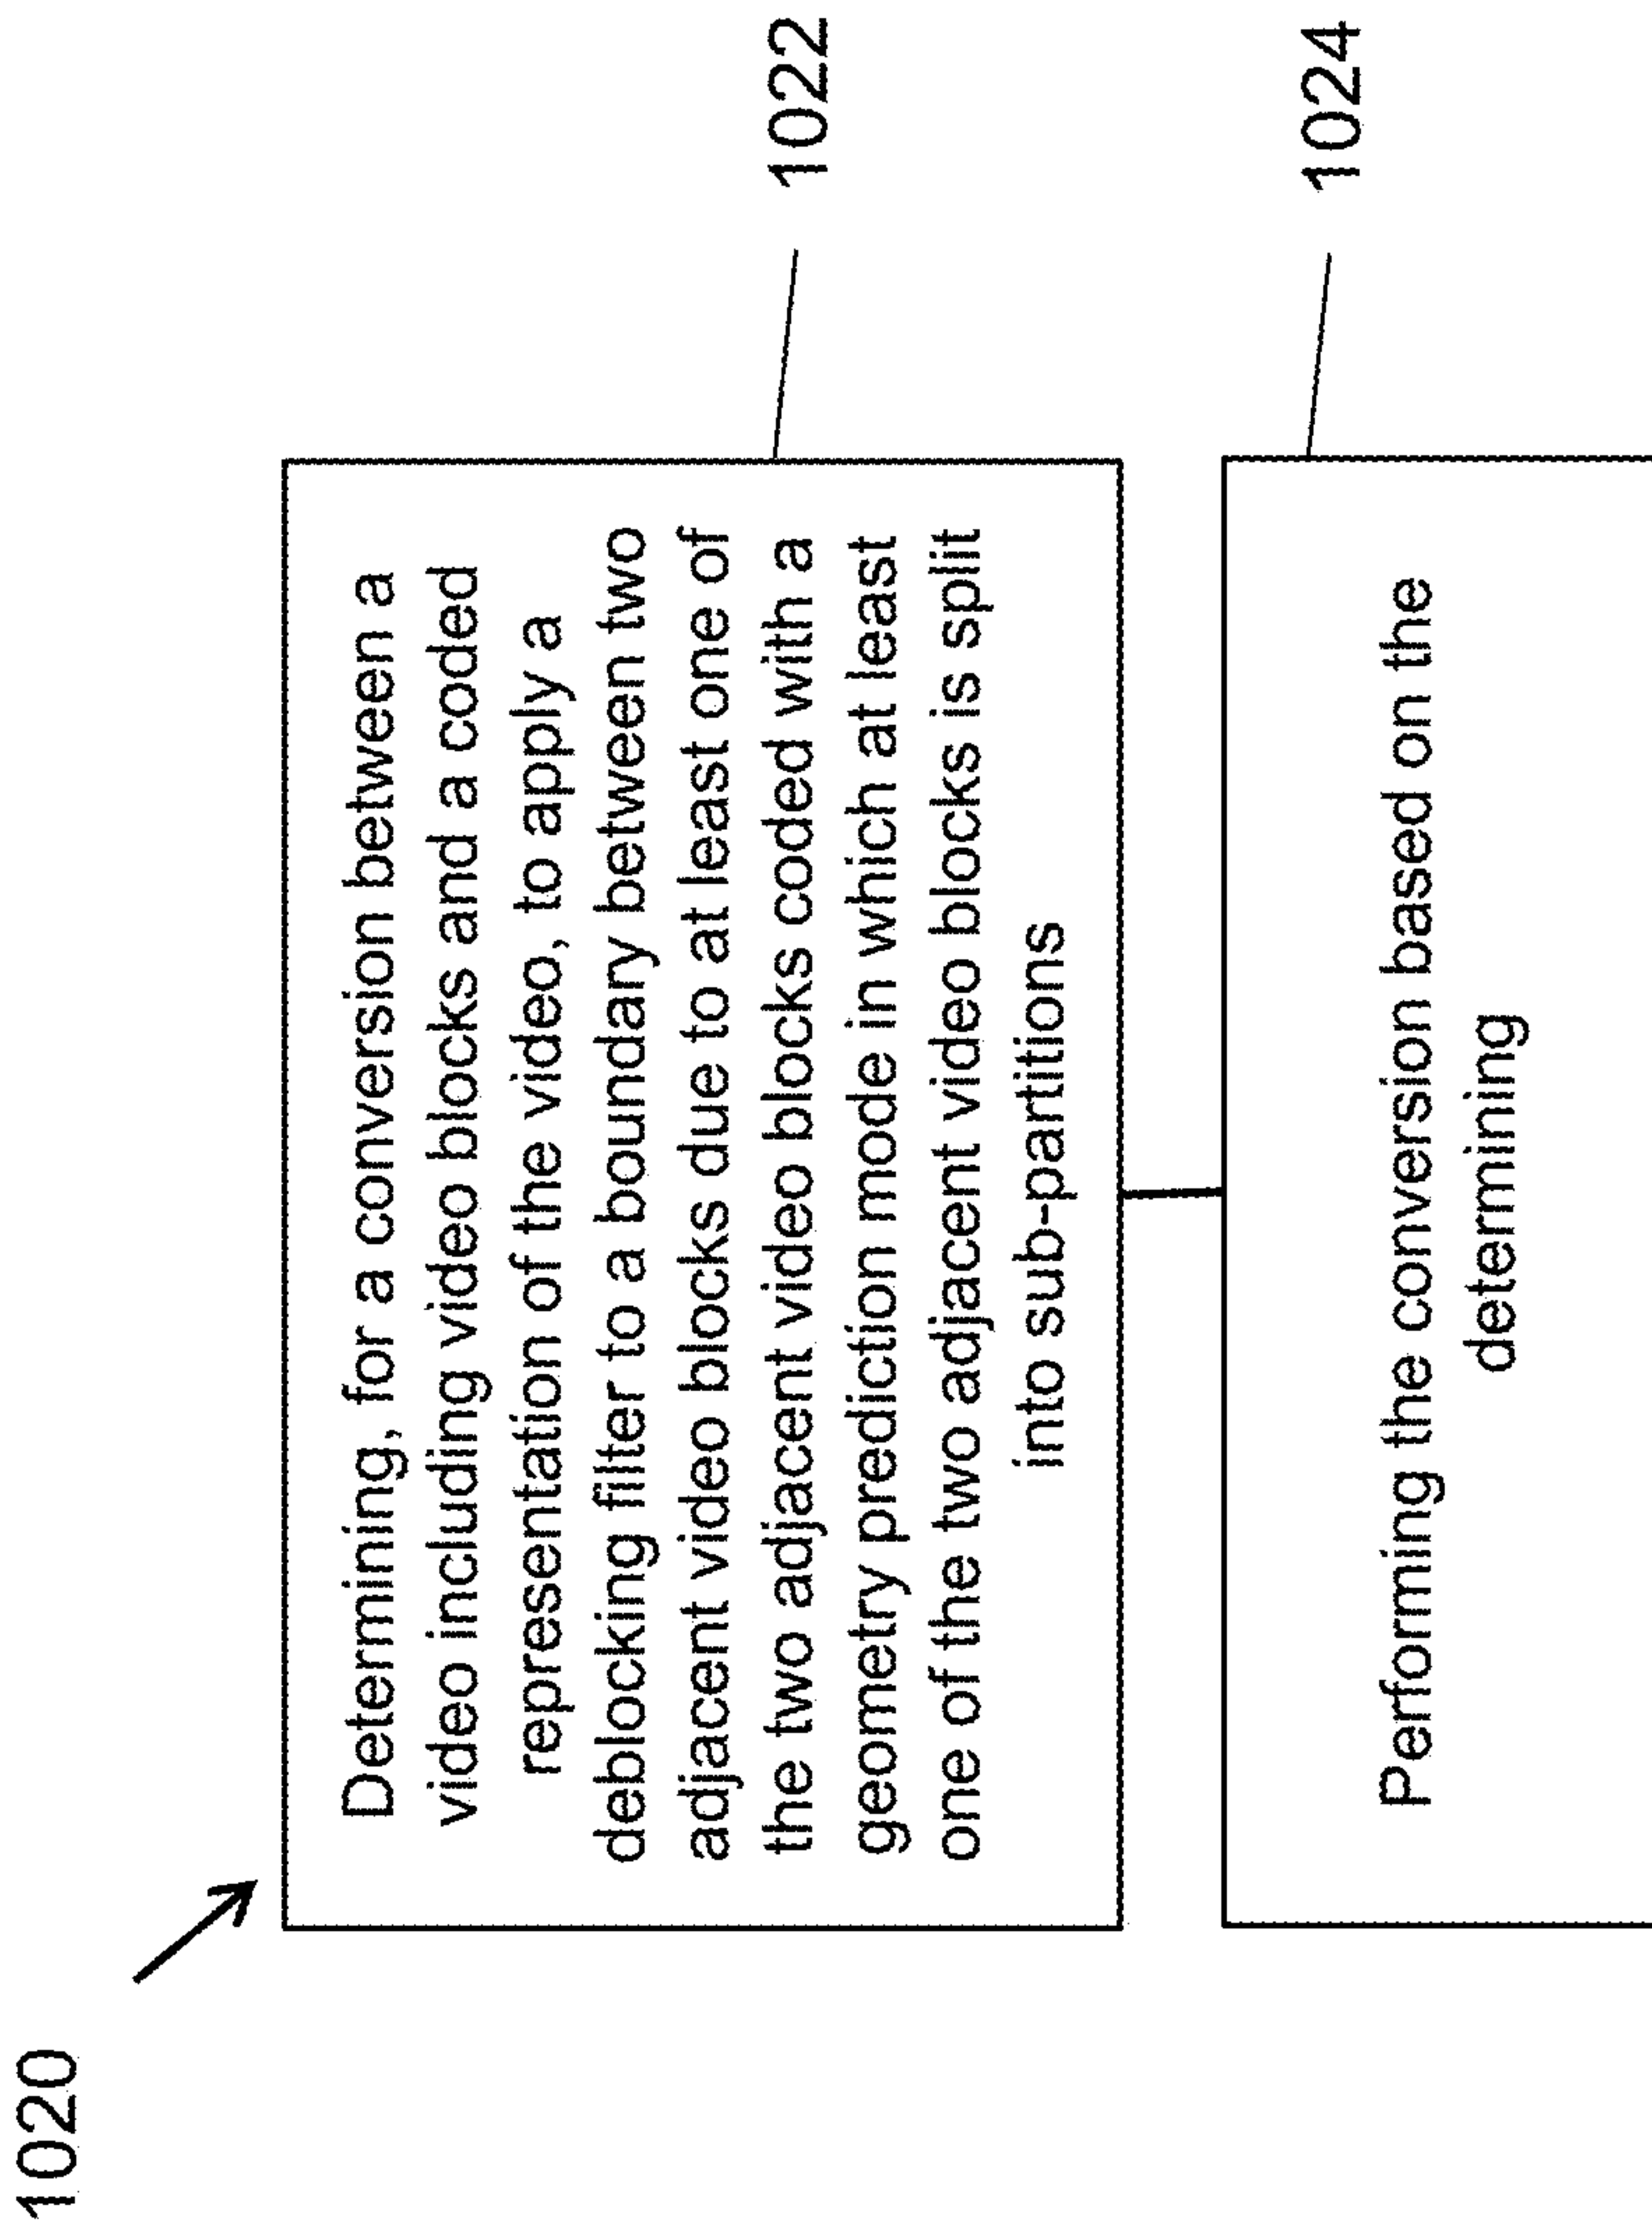 1020
Determining, for a conversion between a
video including video blocks and a coded
representation of the video, to apply a
deblocking filter to a boundary between two
adjacent video blocks due to at least one of
the two adjacent video blocks coded with a
geometry prediction mode in which at least
one of the two adjacent video blocks is split
into sub-partitions
1022
Performing the conversion based on the
determining
1024